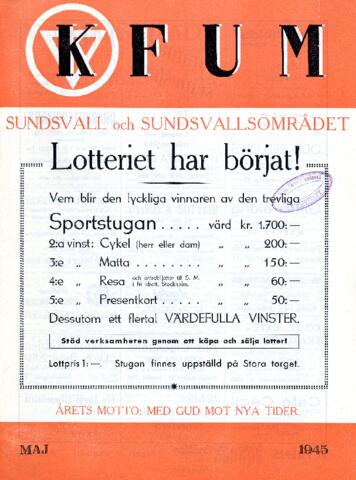 KFUM
SUNDSVALL och SUNDSVALLSOMRÅDET
Lotteriet har börjat!
Vem blir den lyckliga vinnaren av den trevliga
Sportstugan . . . . . värd kr. 1.700:—
2:a vinst: Cykel (herr eller dam) „ „ 200:—
3:e „ Matta . . . . . . „ „ 150:—
4:e „ Resa och områdbiljetter till S. M. i fri idrott, Stockholm. „ „ 60:—
5:e „ Presentkort . . . . „ „ 50:—
Dessutom ett flertal VÄRDEFULLA VINSTER.
Stöd verksamheten genom att köpa och sälja lotter!
Lottpris 1:—. Stugan finnes uppställd på Stora torget.
ÅRETS MOTTO: MED GUD MOT NYA TIDER.
MAJ 1945